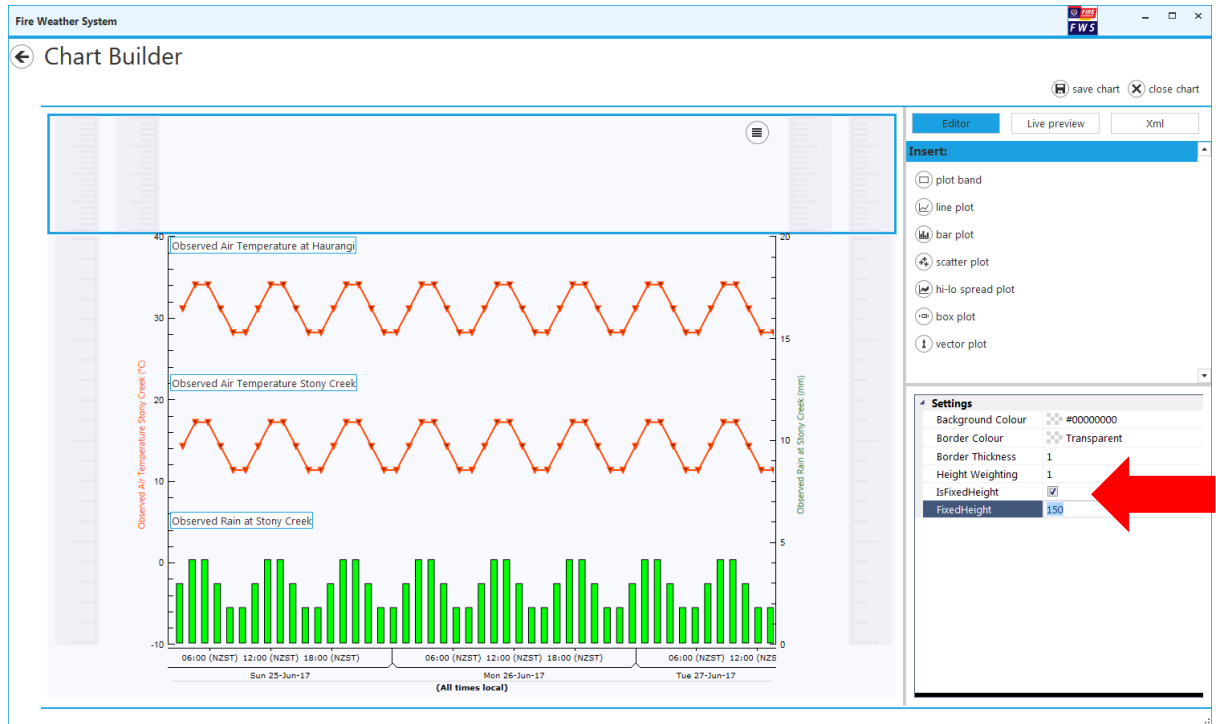 Fire Weather System
FIRE
FWS
Chart Builder
save chart
close chart
Editor
Live preview
Xml
Insert:
plot band
line plot
bar plot
scatter plot
hi-lo spread plot
box plot
vector plot
Settings
Background Colour #00000000
Border Colour Transparent
Border Thickness 1
Height Weighting 1
IsFixedHeight
FixedHeight 150
40
30
20
10
0
-10
Observed Air Temperature Stony Creek (°C)
Observed Air Temperature at Haurangi
Observed Air Temperature Stony Creek
Observed Rain at Stony Creek
20
15
10
5
0
Observed Rain at Stony Creek (mm)
06:00 (NZST) 12:00 (NZST) 18:00 (NZST) 06:00 (NZST) 12:00 (NZST) 18:00 (NZST) 06:00 (NZST) 12:00 (NZS
Sun 25-Jun-17 Mon 26-Jun-17 Tue 27-Jun-17
(All times local)